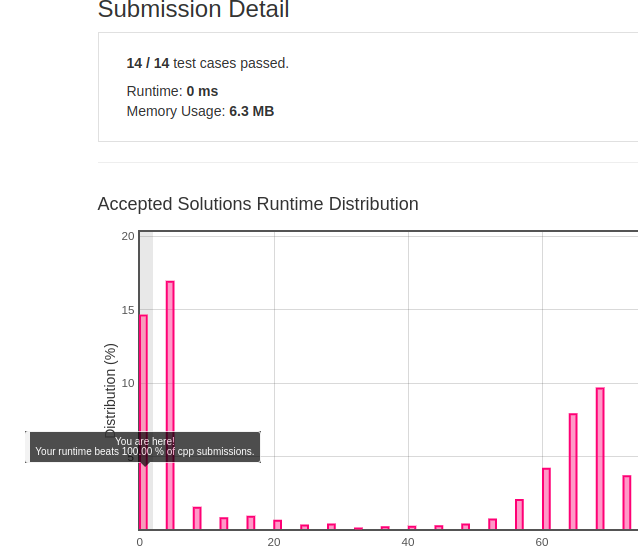 Submission Detail
14 / 14 test cases passed.
Runtime: 0 ms
Memory Usage: 6.3 MB
Accepted Solutions Runtime Distribution
20
15
10
5
Distribution (%)
You are here!
Your runtime beats 100.00 % of cpp submissions.
0 20 40 60